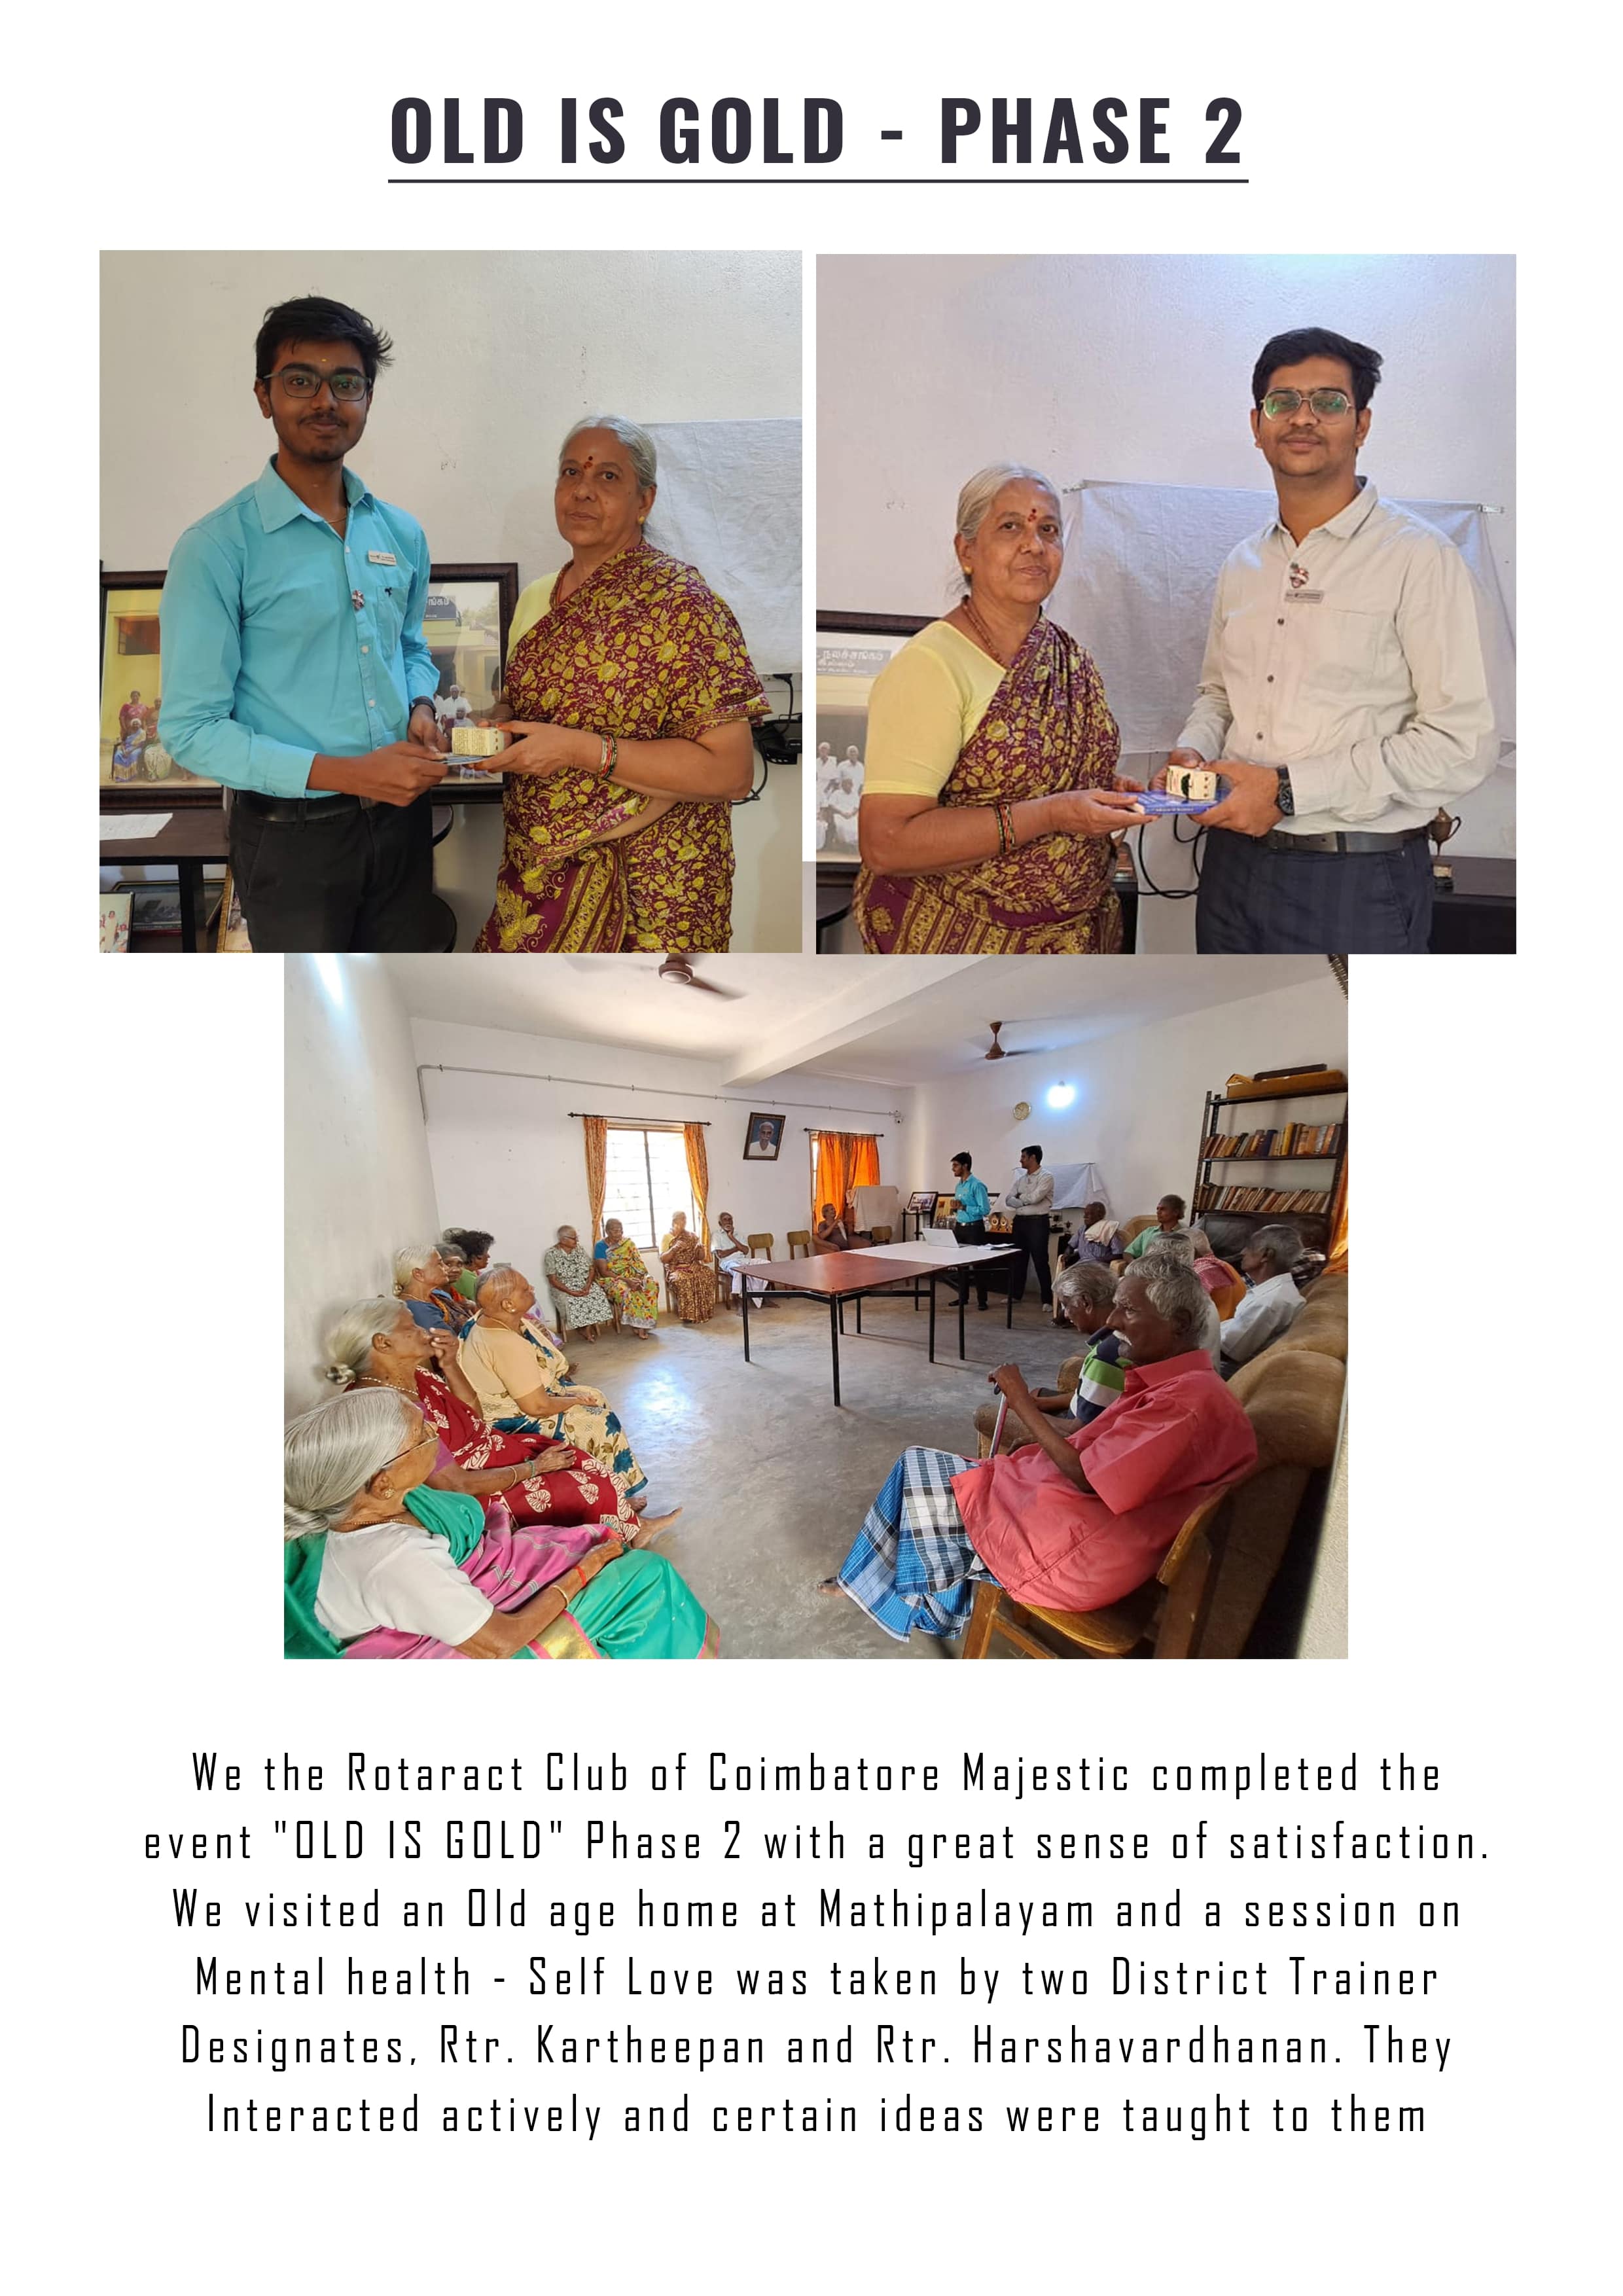 OLD IS GOLD - PHASE 2
We the Rotaract Club of Coimbatore Majestic completed the
event "OLD IS GOLD" Phase 2 with a great sense of satisfaction.
We visited an Old age home at Mathipalayam and a session on
Mental health - Self Love was taken by two District Trainer
Designates, Rtr. Kartheepan and Rtr. Harshavardhanan. They
Interacted actively and certain ideas were taught to them